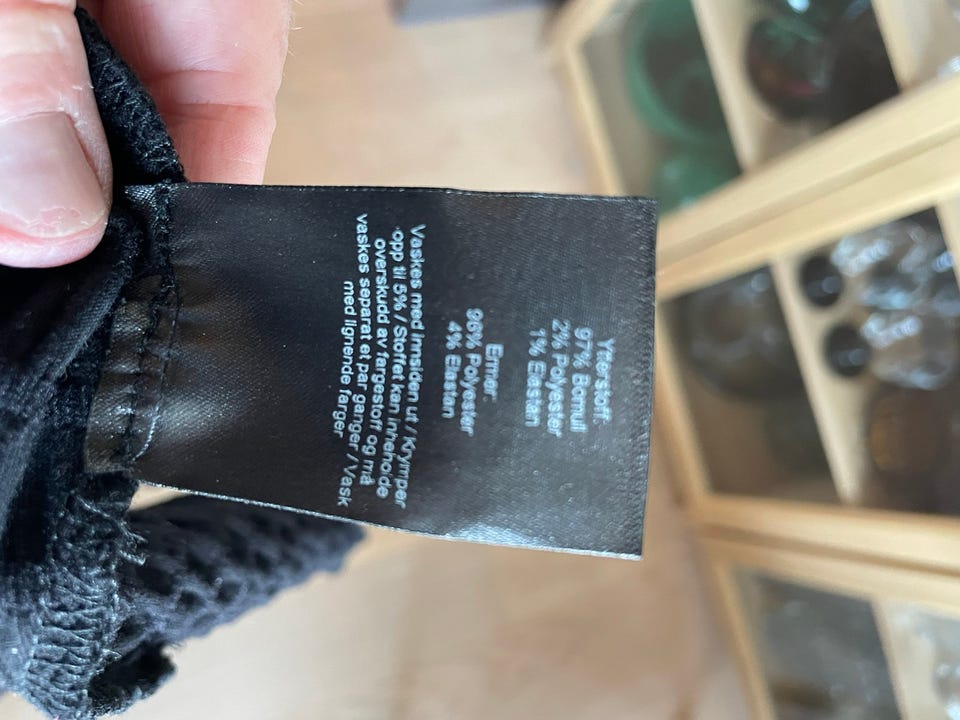 Ytterstoff:
97% Bomull
2% Polyester
1% Elastan
Ermer:
96% Polyester
4% Elastan
Vaskes med innsiden ut / Krymper
opp til 5% / Stoffet kan inneholde
overskudd av fargestoff og må
vaskes separat et par ganger / Vask
med lignende farger